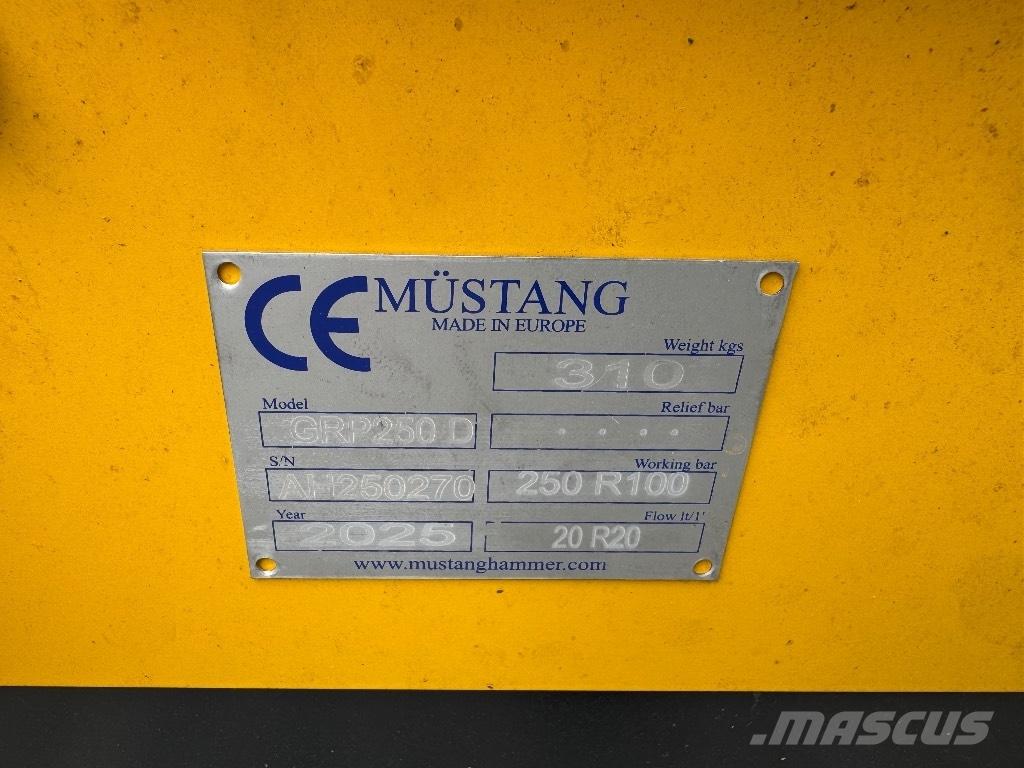 CE MÜSTANG
MADE IN EUROPE
Weight kgs
310
Model
Relief bar
GRP250 D
. . . .
S/N
Working bar
AH250270
250 R100
Year
Flow lt/1'
2025
20 R20
www.mustanghammer.com
MASCUS